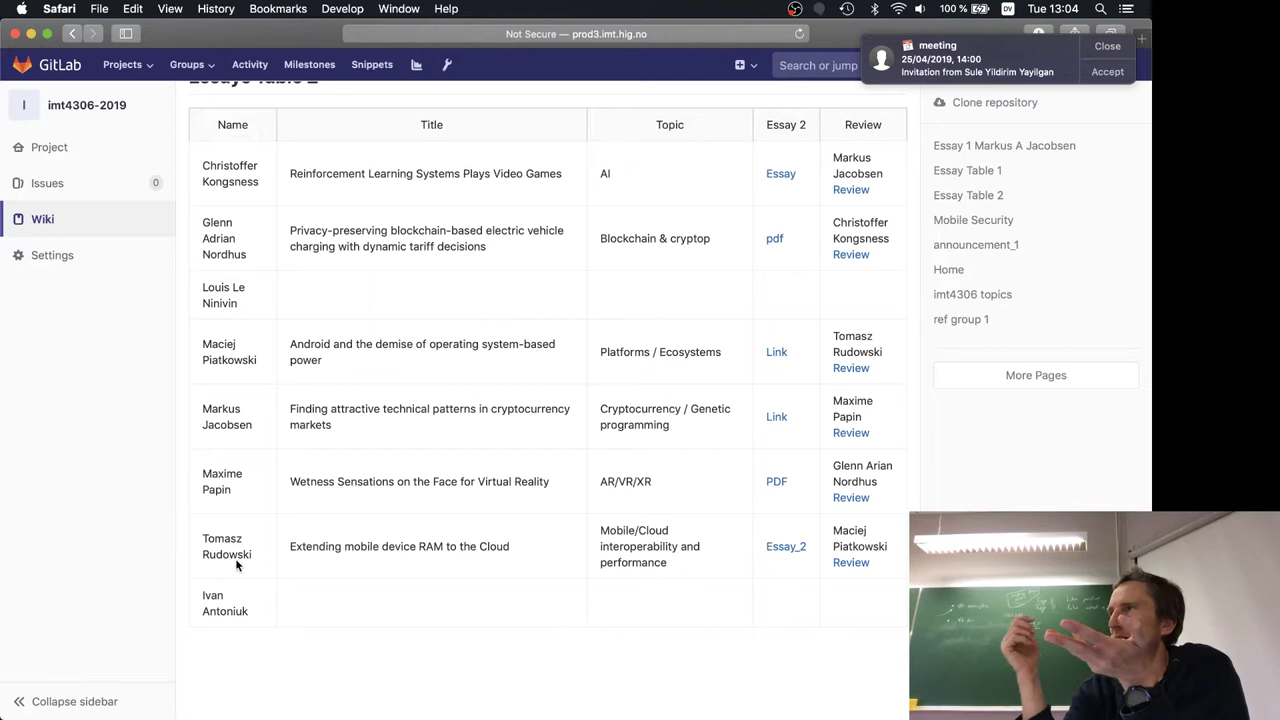 Safari File Edit View History Bookmarks Develop Window Help 100 % DV Tue 13:04
Not Secure — prod3.imt.hig.no
meeting
25/04/2019, 14:00
Invitation from Sule Yildirim Yayilgan
Close
Accept
GitLab Projects Groups Activity Milestones Snippets Search or jump
I imt4306-2019
Project
Issues 0
Wiki
Settings
Collapse sidebar
Essays Table 2
Name Title Topic Essay 2 Review
Christoffer
Kongsness
Reinforcement Learning Systems Plays Video Games
AI
Essay
Markus
Jacobsen
Review
Glenn
Adrian
Nordhus
Privacy-preserving blockchain-based electric vehicle
charging with dynamic tariff decisions
Blockchain & cryptop
pdf
Christoffer
Kongsness
Review
Louis Le
Ninivin
Maciej
Piatkowski
Android and the demise of operating system-based
power
Platforms / Ecosystems
Link
Tomasz
Rudowski
Review
Markus
Jacobsen
Finding attractive technical patterns in cryptocurrency
markets
Cryptocurrency / Genetic
programming
Link
Maxime
Papin
Review
Maxime
Papin
Wetness Sensations on the Face for Virtual Reality
AR/VR/XR
PDF
Glenn Arian
Nordhus
Review
Tomasz
Rudowski
Extending mobile device RAM to the Cloud
Mobile/Cloud
interoperability and
performance
Essay_2
Maciej
Piatkowski
Review
Ivan
Antoniuk
Clone repository
Essay 1 Markus A Jacobsen
Essay Table 1
Essay Table 2
Mobile Security
announcement_1
Home
imt4306 topics
ref group 1
More Pages